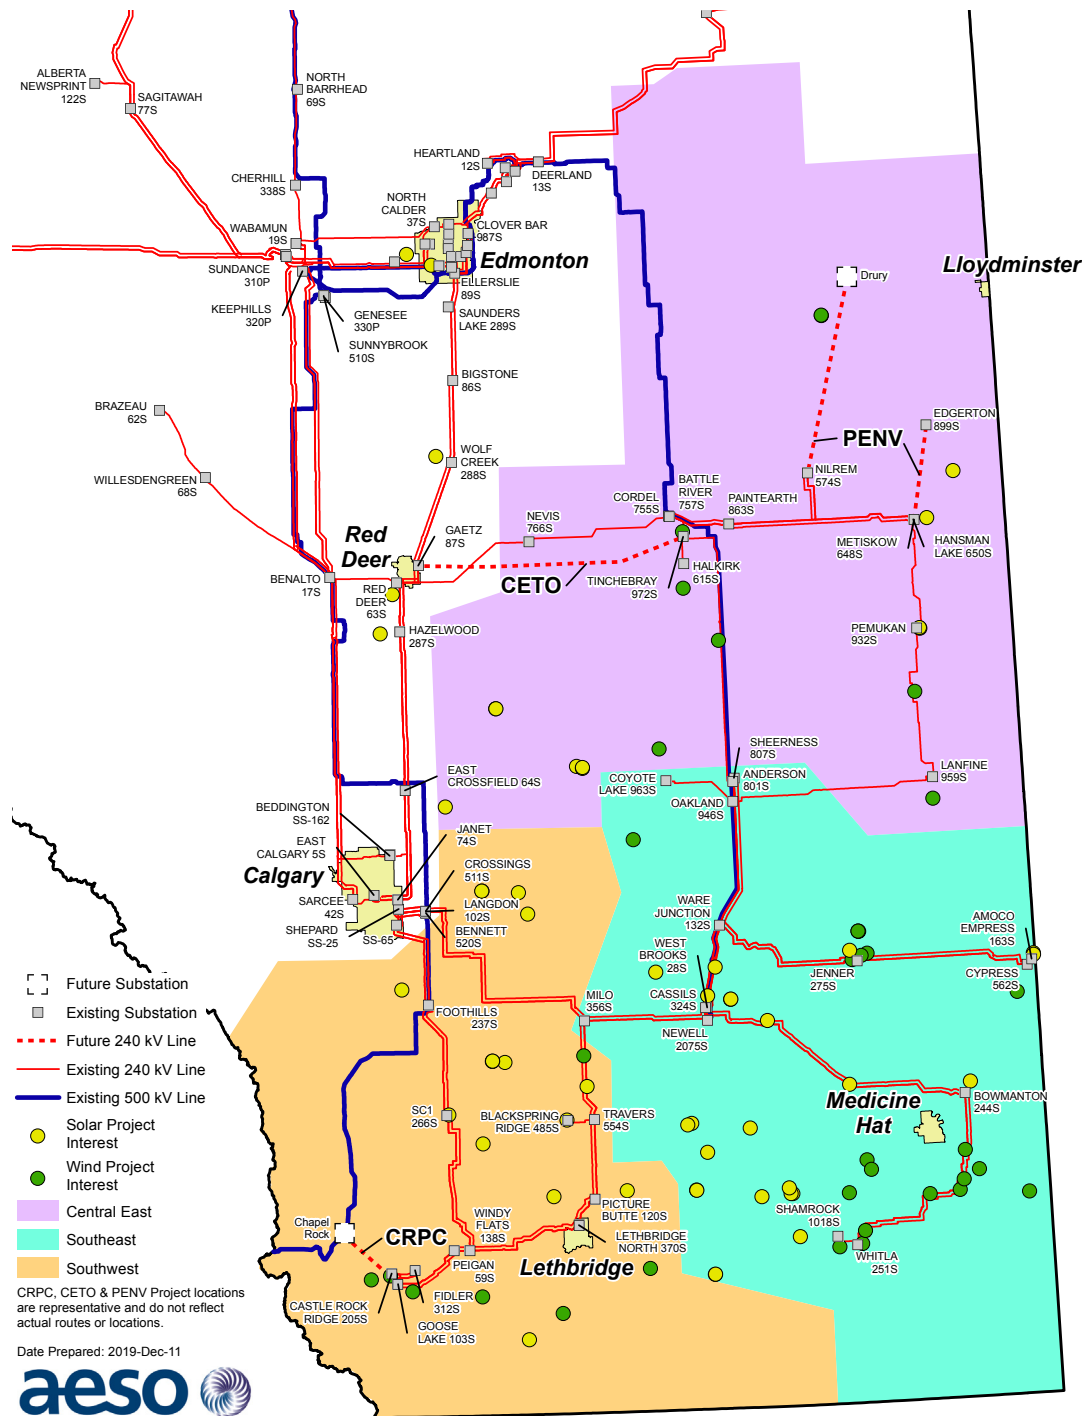 ALBERTA
NEWSPRINT
122S
SAGITAWAH
77S
NORTH
BARRHEAD
69S
HEARTLAND
12S
DEERLAND
13S
CHERHILL
338S
NORTH
CALDER
37S
CLOVER BAR
987S
WABAMUN
19S
Edmonton
SUNDANCE
310P
ELLERSLIE
89S
Drury
Lloydminster
KEEPHILLS
320P
GENESEE
330P
SAUNDERS
LAKE 289S
SUNNYBROOK
510S
BIGSTONE
86S
BRAZEAU
62S
EDGERTON
899S
PENV
WOLF
CREEK
288S
WILLESDENGREEN
68S
NILREM
574S
BATTLE
RIVER
757S
CORDEL
755S
PAINTEARTH
863S
NEVIS
766S
GAETZ
87S
Red
Deer
METISKOW
648S
HANSMAN
LAKE 650S
BENALTO
17S
CETO
TINCHEBRAY
972S
HALKIRK
615S
RED
DEER
63S
HAZELWOOD
287S
PEMUKAN
932S
SHEERNESS
807S
EAST
CROSSFIELD 64S
COYOTE
LAKE 963S
ANDERSON
801S
LANFINE
959S
OAKLAND
946S
BEDDINGTON
SS-162
JANET
74S
EAST
CALGARY 5S
Calgary
CROSSINGS
511S
SARCEE
42S
LANGDON
102S
SHEPARD
SS-25
SS-65
BENNETT
520S
WARE
JUNCTION
132S
AMOCO
EMPRESS
163S
WEST
BROOKS
28S
JENNER
275S
CYPRESS
562S
CASSILS
324S
MILO
356S
FOOTHILLS
237S
NEWELL
2075S
Future Substation
Existing Substation
Future 240 kV Line
Existing 240 kV Line
Existing 500 kV Line
Solar Project
Interest
Wind Project
Interest
Central East
Southeast
Southwest
SC1
266S
BLACKSPRING
RIDGE 485S
TRAVERS
554S
BOWMANTON
244S
Medicine
Hat
PICTURE
BUTTE 120S
Chapel
Rock
CRPC
WINDY
FLATS
138S
SHAMROCK
1018S
LETHBRIDGE
NORTH 370S
PEIGAN
59S
Lethbridge
WHITLA
251S
CASTLE ROCK
RIDGE 205S
FIDLER
312S
GOOSE
LAKE 103S
CRPC, CETO & PENV Project locations
are representative and do not reflect
actual routes or locations.
Date Prepared: 2019-Dec-11
aeso